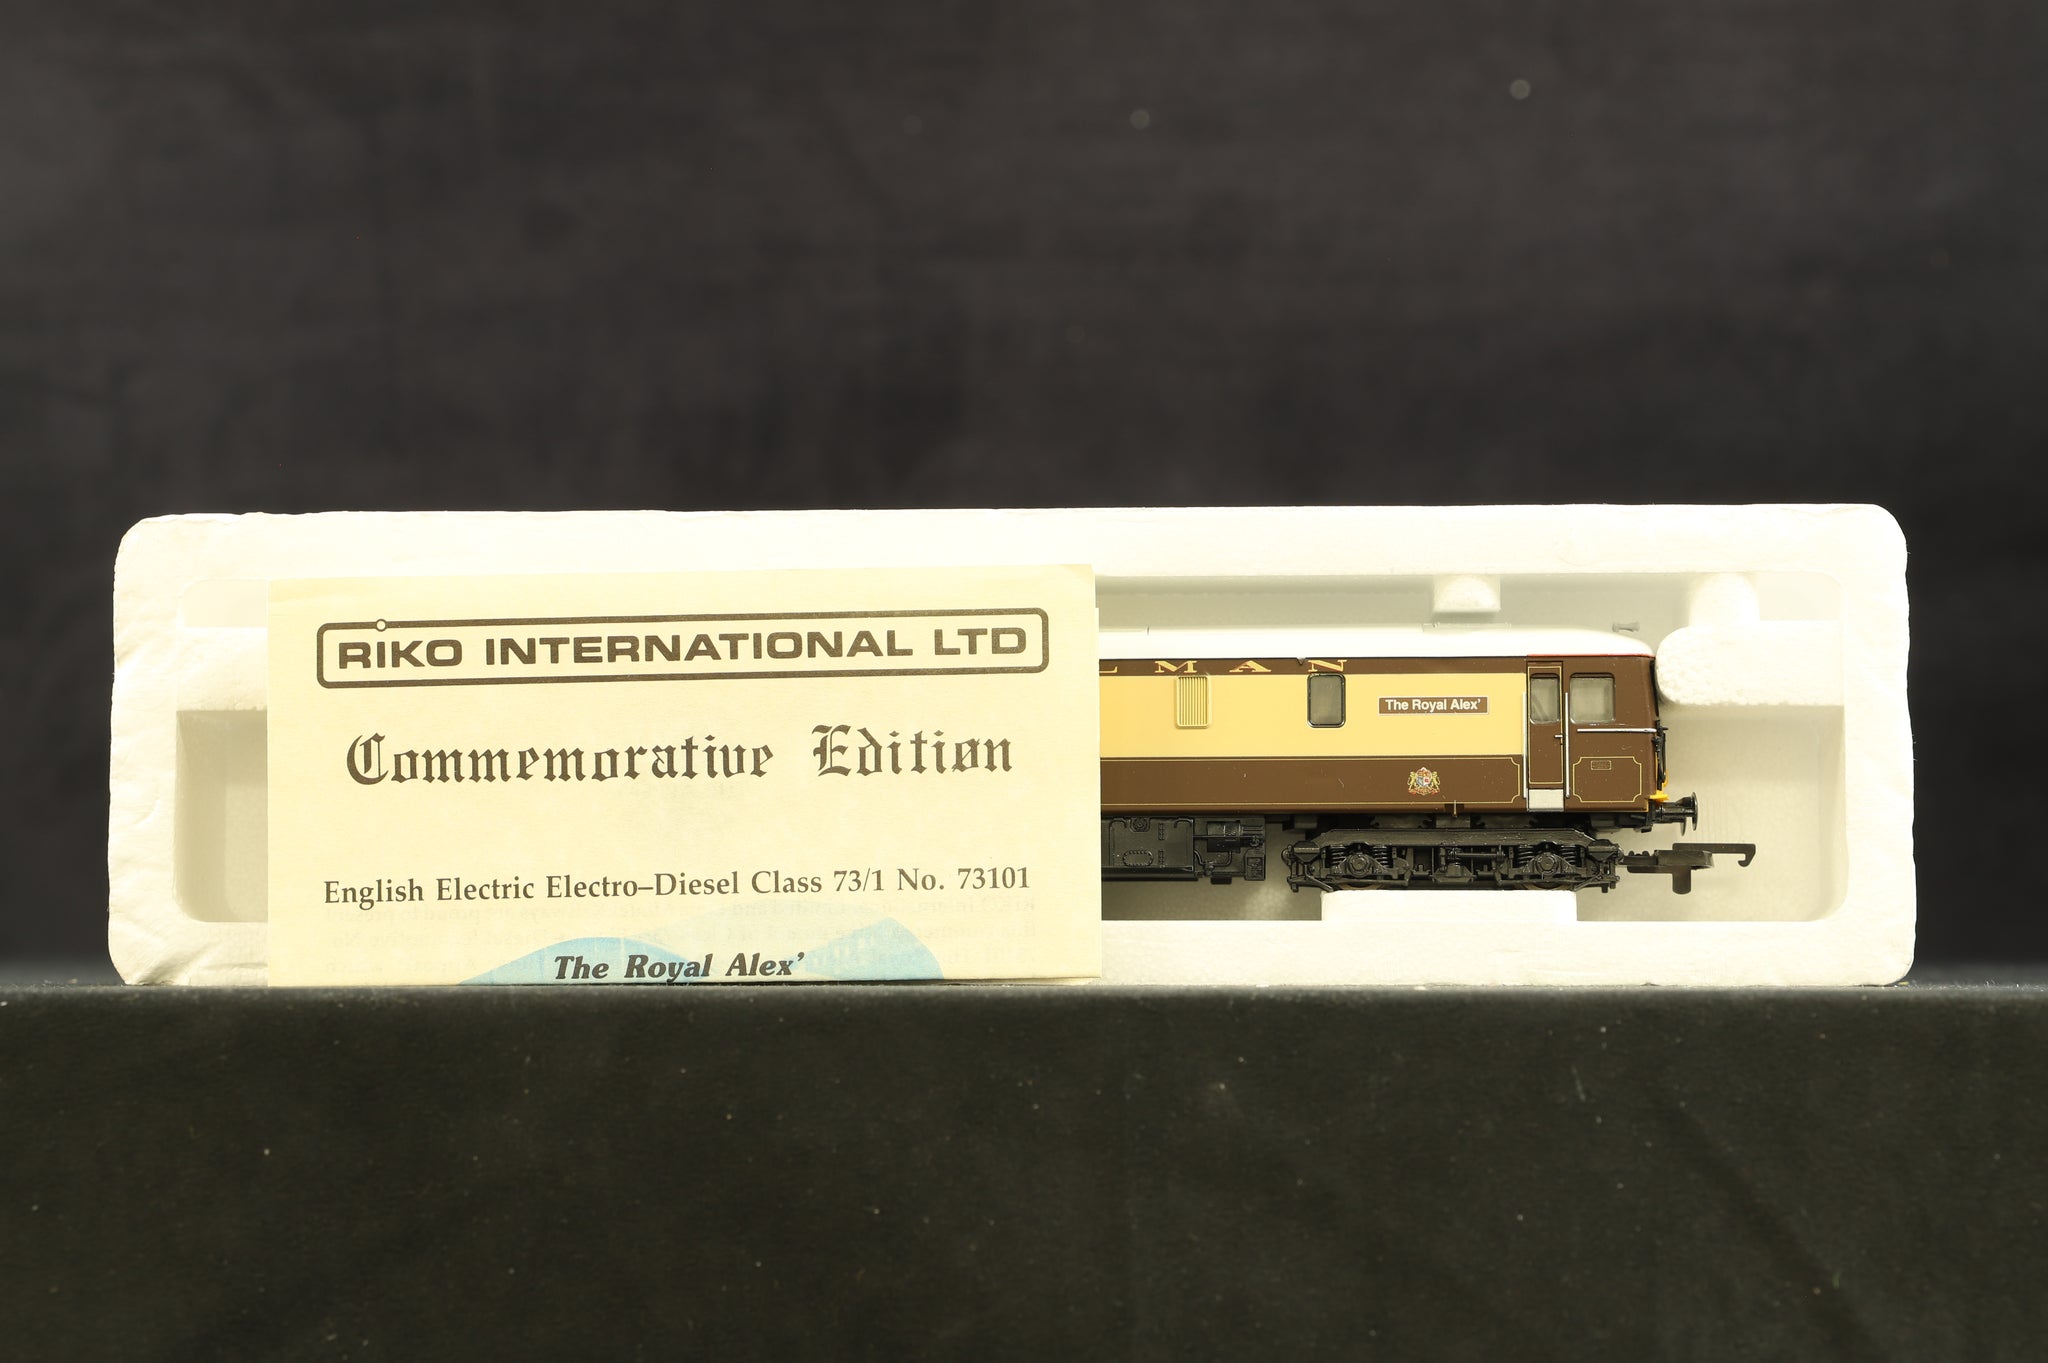 RIKO INTERNATIONAL LTD
Commemorative Edition
English Electric Electro–Diesel Class 73/1 No. 73101
The Royal Alex'
LMAN
The Royal Alex'